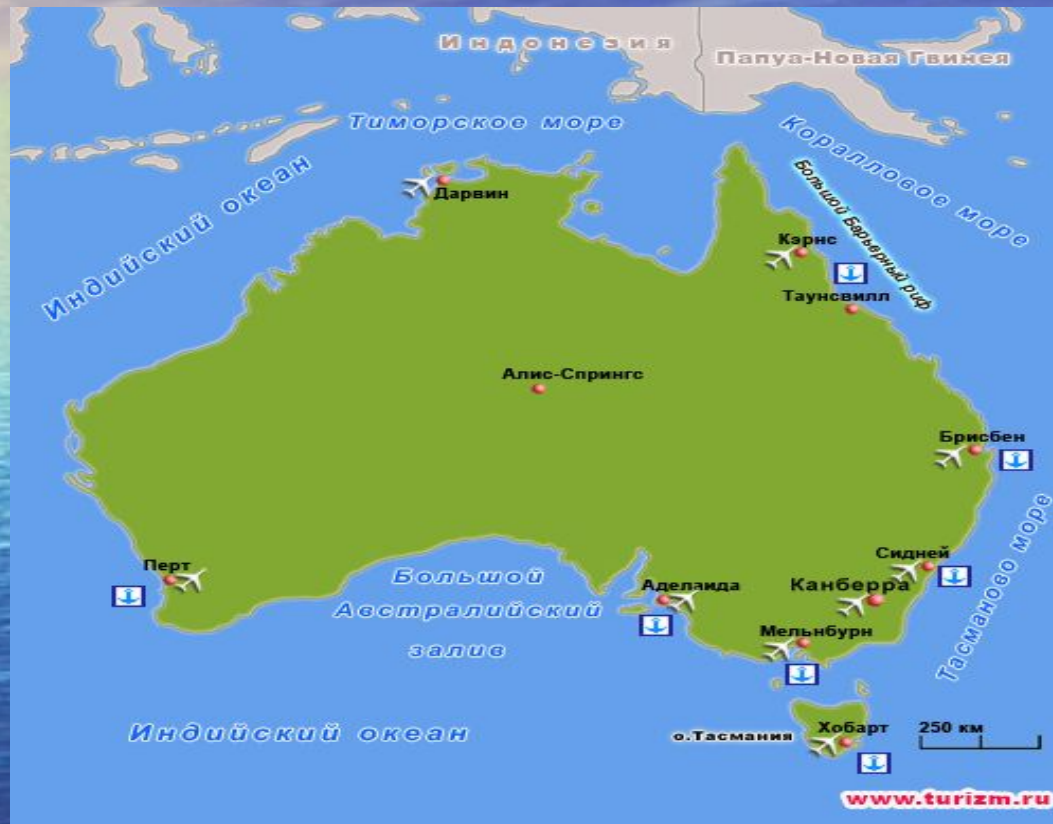 Индонезия
Папуа-Новая Гвинея
Тиморское море
Коралловое море
Большой Барьерный риф
Индийский океан
Дарвин
Кэрнс
Таунсвилл
Алис-Спрингс
Брисбен
Тасманово море
Сидней
Перт
Большой
Австралийский
залив
Аделаида
Канберра
Мельнбурн
Индийский океан
о.Тасмания
Хобарт
250 км
www.turizm.ru